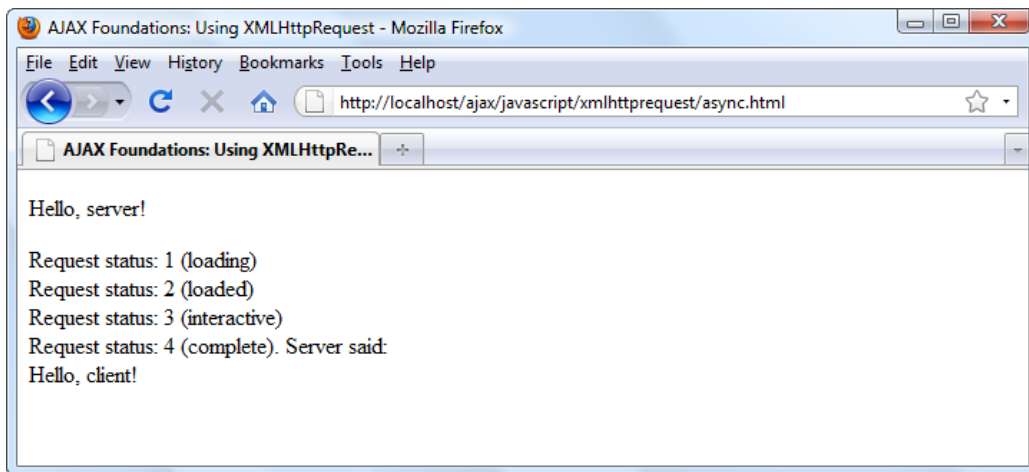 AJAX Foundations: Using XMLHttpRequest - Mozilla Firefox
File Edit View History Bookmarks Tools Help
http://localhost/ajax/javascript/xmlhttprequest/async.html
AJAX Foundations: Using XMLHttpRe...
Hello, server!
Request status: 1 (loading)
Request status: 2 (loaded)
Request status: 3 (interactive)
Request status: 4 (complete). Server said:
Hello, client!